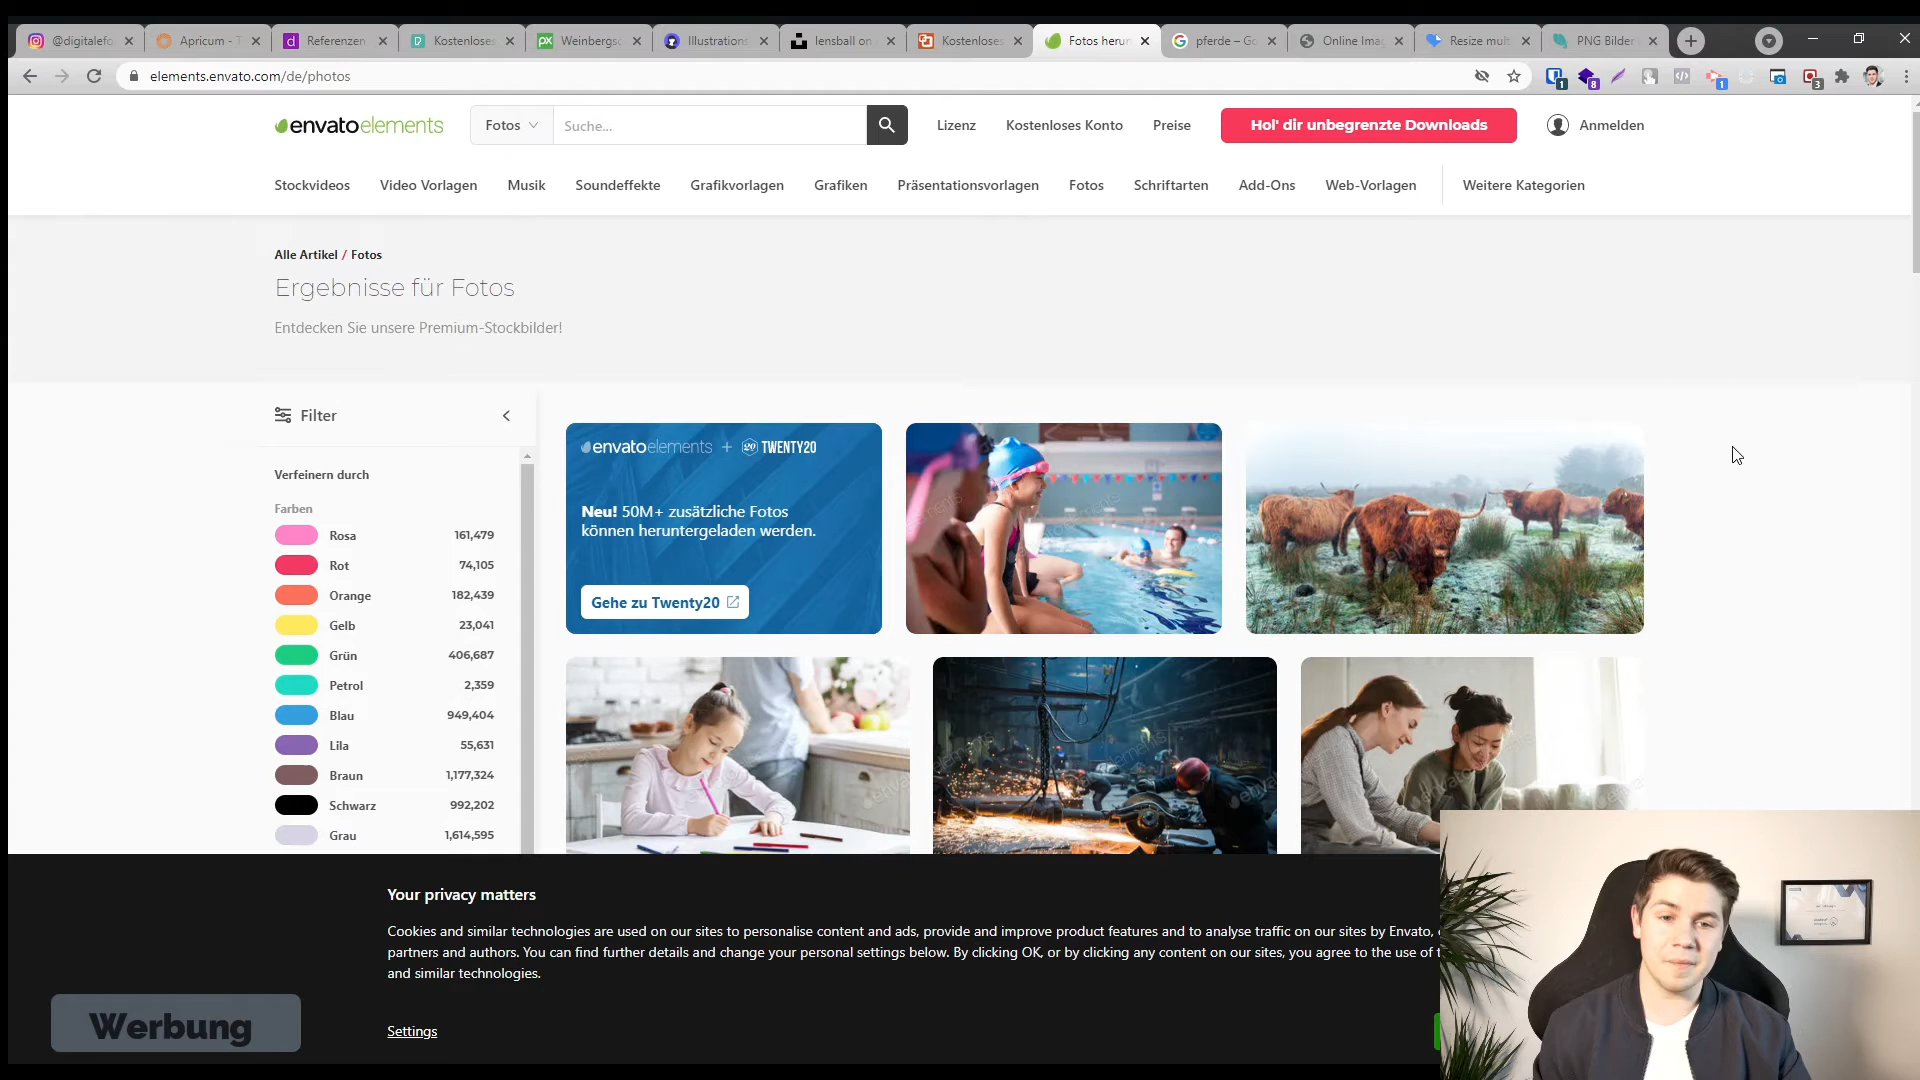 @digitalefo
Apricum - T
Referenzen
Kostenloses
Weinbergsc
Illustrations
lensball on
Kostenloses
Fotos herun
pferde – Go
Online Imag
Resize mult
PNG Bilder
elements.envato.com/de/photos
1
8
1
3
envatoelements
Fotos
Suche...
Lizenz
Kostenloses Konto
Preise
Hol' dir unbegrenzte Downloads
Anmelden
Stockvideos
Video Vorlagen
Musik
Soundeffekte
Grafikvorlagen
Grafiken
Präsentationsvorlagen
Fotos
Schriftarten
Add-Ons
Web-Vorlagen
Weitere Kategorien
Alle Artikel / Fotos
Ergebnisse für Fotos
Entdecken Sie unsere Premium-Stockbilder!
Filter
Verfeinern durch
Farben
Rosa 161,479
Rot 74,105
Orange 182,439
Gelb 23,041
Grün 406,687
Petrol 2,359
Blau 949,404
Lila 55,631
Braun 1,177,324
Schwarz 992,202
Grau 1,614,595
envatoelements + 20 TWENTY20
Neu! 50M+ zusätzliche Fotos
können heruntergeladen werden.
Gehe zu Twenty20
Your privacy matters
Cookies and similar technologies are used on our sites to personalise content and ads, provide and improve product features and to analyse traffic on our sites by Envato,
partners and authors. You can find further details and change your personal settings below. By clicking OK, or by clicking any content on our sites, you agree to the use of
and similar technologies.
Settings
Werbung